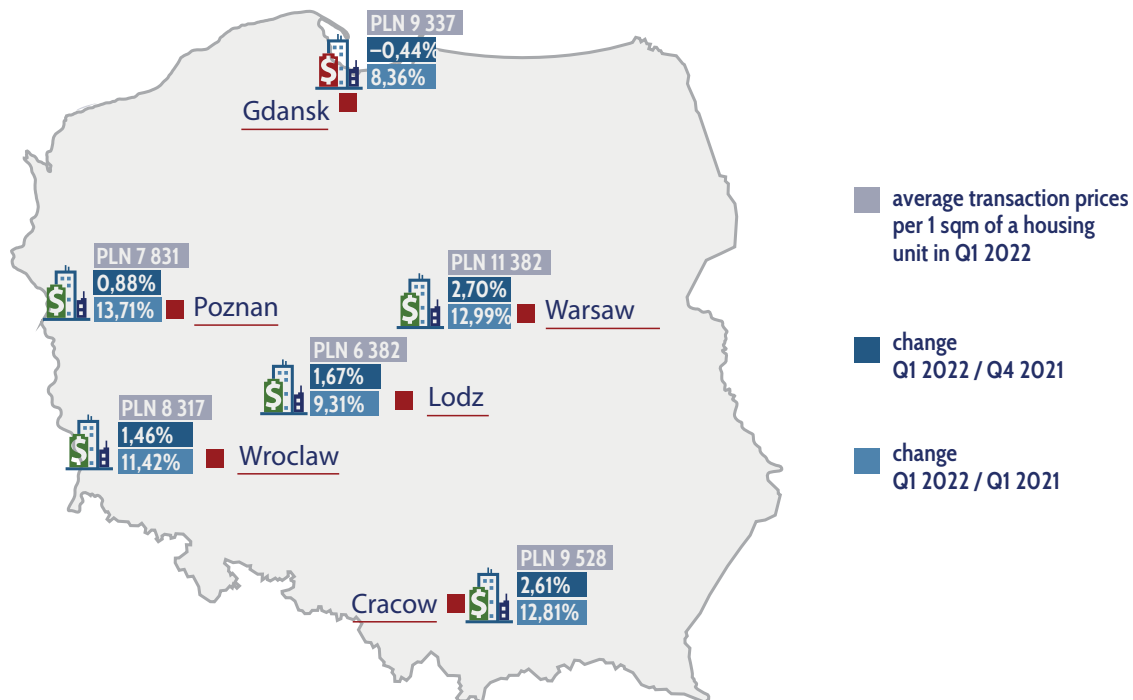 PLN 9 337
–0,44%
8,36%
$
Gdansk
PLN 7 831
0,88%
13,71%
$
Poznan
PLN 11 382
2,70%
12,99%
$
Warsaw
PLN 6 382
1,67%
9,31%
$
Lodz
PLN 8 317
1,46%
11,42%
$
Wroclaw
PLN 9 528
2,61%
12,81%
$
Cracow
average transaction prices
per 1 sqm of a housing
unit in Q1 2022
change
Q1 2022 / Q4 2021
change
Q1 2022 / Q1 2021